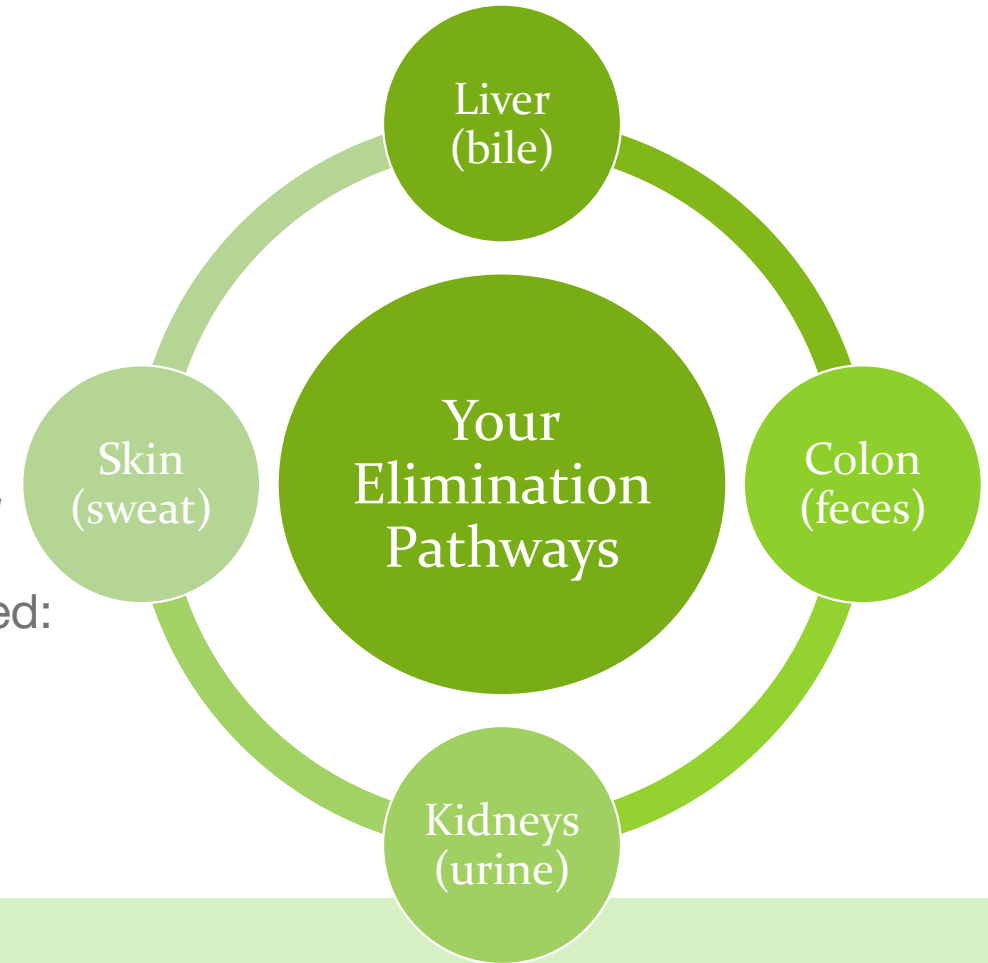 Liver
(bile)
Skin
(sweat)
Your
Elimination
Pathways
Colon
(feces)
ed:
Kidneys
(urine)